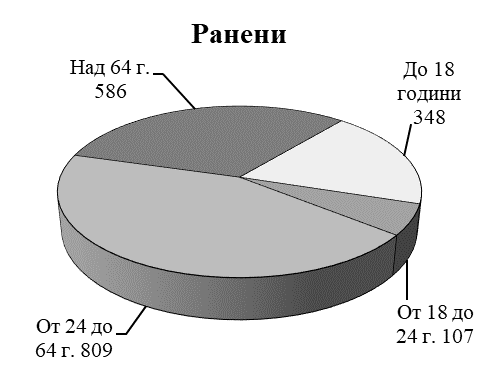 Ранени
Над 64 г.
586
До 18
години
348
От 18 до
24 г. 107
От 24 до
64 г. 809